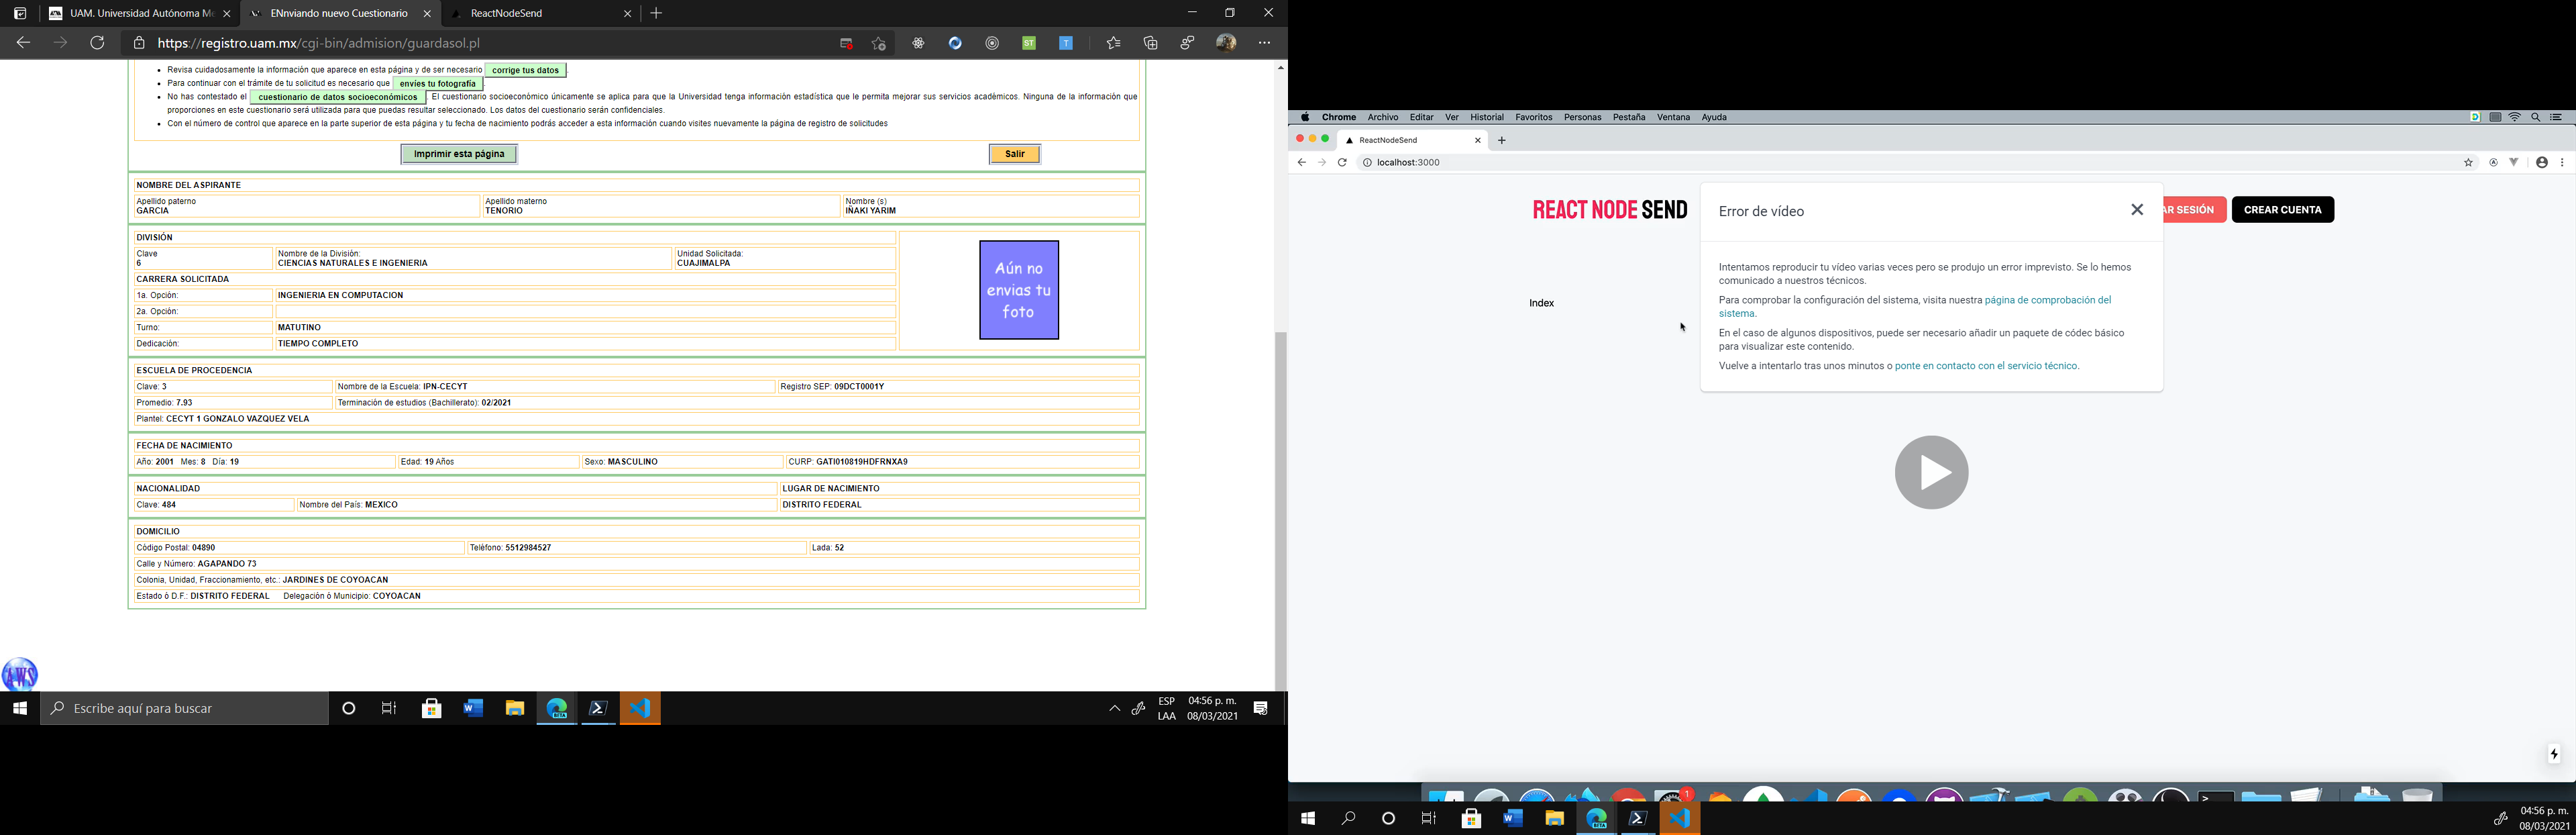 UAM. Universidad Autónoma Me
ENnviando nuevo Cuestionario
ReactNodeSend
https://registro.uam.mx/cgi-bin/admision/guardasol.pl
ST
T
Revisa cuidadosamente la información que aparece en esta página y de ser necesario corrige tus datos
Para continuar con el trámite de tu solicitud es necesario que envíes tu fotografía
No has contestado el cuestionario de datos socioeconómicos. El cuestionario socioeconómico únicamente se aplica para que la Universidad tenga información estadística que le permita mejorar sus servicios académicos. Ninguna de la información que
proporciones en este cuestionario será utilizada para que puedas resultar seleccionado. Los datos del cuestionario serán confidenciales.
Con el número de control que aparece en la parte superior de esta página y tu fecha de nacimiento podrás acceder a esta información cuando visites nuevamente la página de registro de solicitudes
Imprimir esta página
Salir
NOMBRE DEL ASPIRANTE
Apellido paterno
GARCIA
Apellido materno
TENORIO
Nombre (s)
IÑAKI YARIM
DIVISIÓN
Clave
6
Nombre de la División:
CIENCIAS NATURALES E INGENIERIA
Unidad Solicitada:
CUAJIMALPA
CARRERA SOLICITADA
1a. Opción: INGENIERIA EN COMPUTACION
2a. Opción:
Turno: MATUTINO
Dedicación: TIEMPO COMPLETO
Aún no
envias tu
foto
ESCUELA DE PROCEDENCIA
Clave: 3 Nombre de la Escuela: IPN-CECYT Registro SEP: 09DCT0001Y
Promedio: 7.93 Terminación de estudios (Bachillerato): 02/2021
Plantel: CECYT 1 GONZALO VAZQUEZ VELA
FECHA DE NACIMIENTO
Año: 2001 Mes: 8 Día: 19 Edad: 19 Años Sexo: MASCULINO CURP: GATI010819HDFRNXA9
NACIONALIDAD LUGAR DE NACIMIENTO
Clave: 484 Nombre del País: MEXICO DISTRITO FEDERAL
DOMICILIO
Código Postal: 04890 Teléfono: 5512984527 Lada: 52
Calle y Número: AGAPANDO 73
Colonia, Unidad, Fraccionamiento, etc.: JARDINES DE COYOACAN
Estado ó D.F.: DISTRITO FEDERAL Delegación ó Municipio: COYOACAN
AWS
Escribe aquí para buscar
BETA
ESP
LAA
04:56 p. m.
08/03/2021
Chrome Archivo Editar Ver Historial Favoritos Personas Pestaña Ventana Ayuda
ReactNodeSend
localhost:3000
REACT NODE SEND
AR SESIÓN
CREAR CUENTA
Index
Error de vídeo
Intentamos reproducir tu vídeo varias veces pero se produjo un error imprevisto. Se lo hemos
comunicado a nuestros técnicos.
Para comprobar la configuración del sistema, visita nuestra página de comprobación del
sistema.
En el caso de algunos dispositivos, puede ser necesario añadir un paquete de códec básico
para visualizar este contenido.
Vuelve a intentarlo tras unos minutos o ponte en contacto con el servicio técnico.
1
BETA
04:56 p. m.
08/03/2021